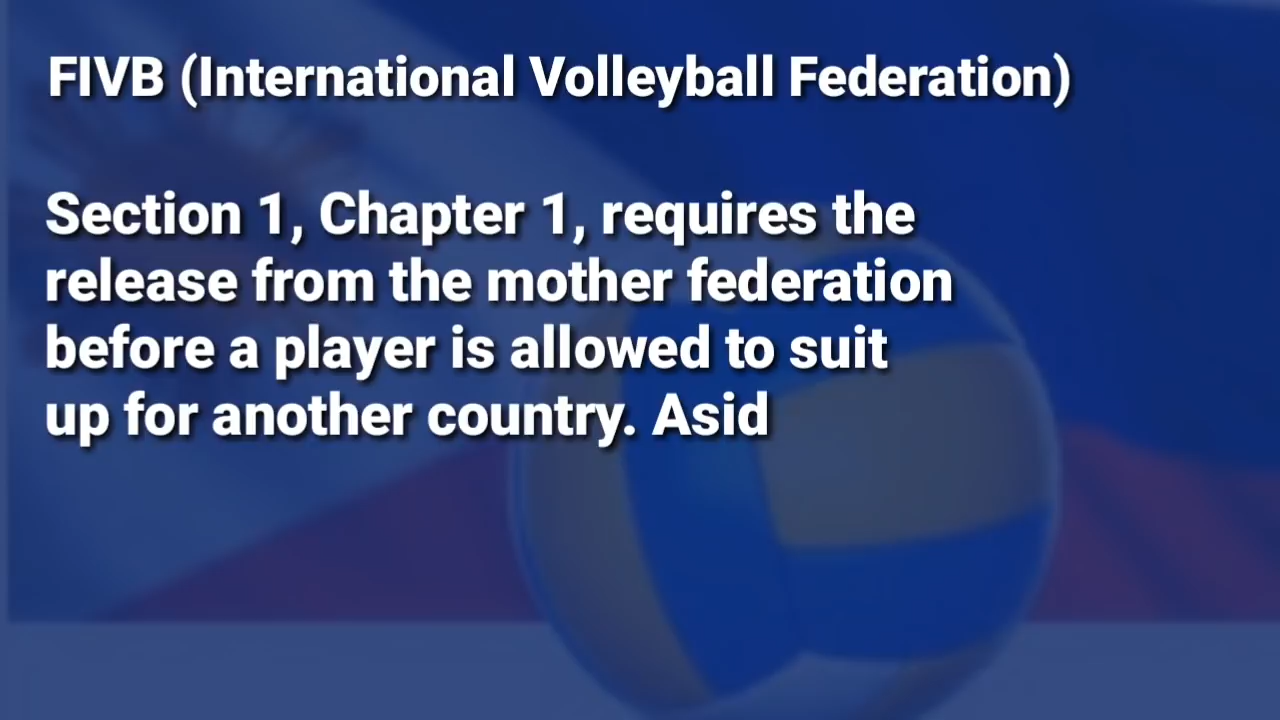 FIVB (International Volleyball Federation)
Section 1, Chapter 1, requires the
release from the mother federation
before a player is allowed to suit
up for another country. Asid